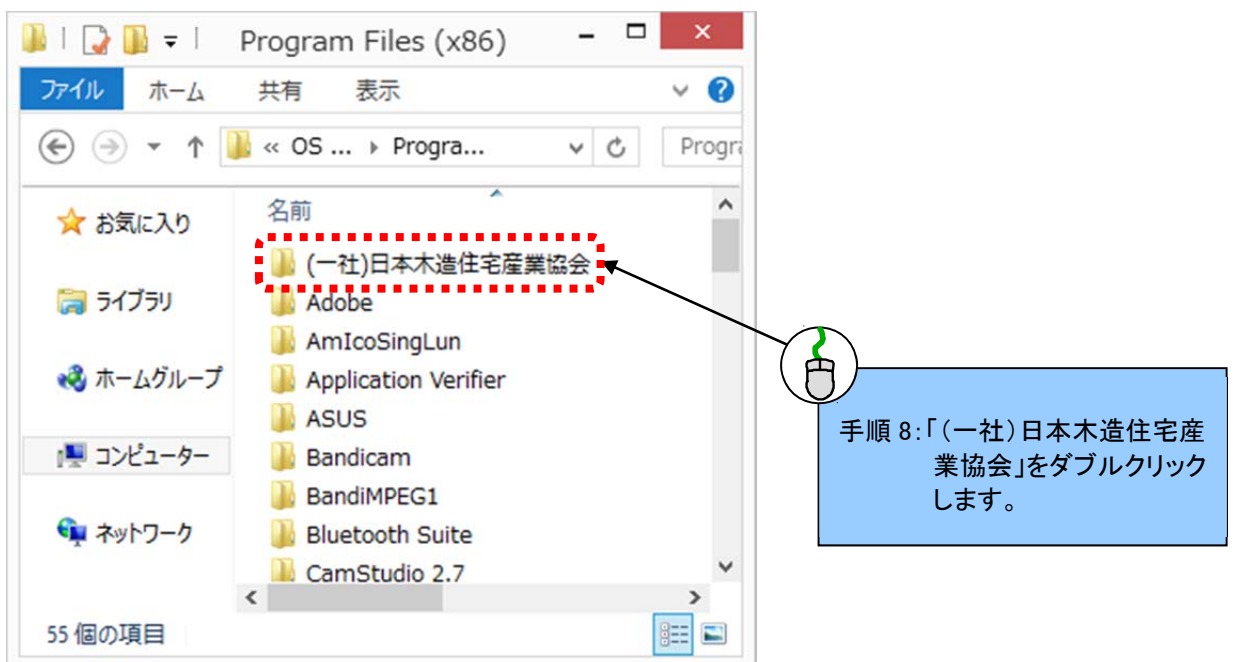 Program Files (x86)
ファイル ホーム 共有 表示
« OS ... Progra... Progra
お気に入り
ライブラリ
ホームグループ
コンピューター
ネットワーク
名前
(一社)日本木造住宅産業協会
Adobe
AmIcoSingLun
Application Verifier
ASUS
Bandicam
BandiMPEG1
Bluetooth Suite
CamStudio 2.7
55 個の項目
手順 8:「(一社)日本木造住宅産
業協会」をダブルクリック
します。